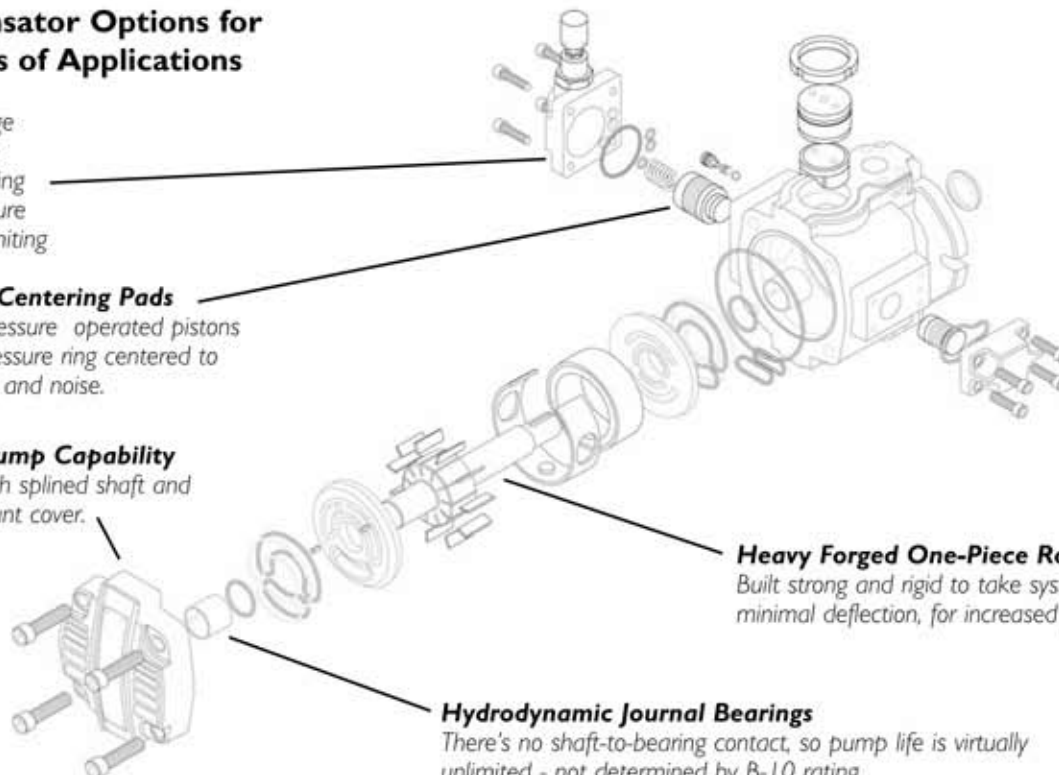 nsator Options for
s of Applications
ge
ing
ure
niting
Centering Pads
essure operated pistons
essure ring centered to
and noise.
ump Capability
h splined shaft and
unt cover.
Heavy Forged One-Piece Ro
Built strong and rigid to take sys
minimal deflection, for increased
Hydrodynamic Journal Bearings
There's no shaft-to-bearing contact, so pump life is virtually
unlimited - not determined by B-10 rating